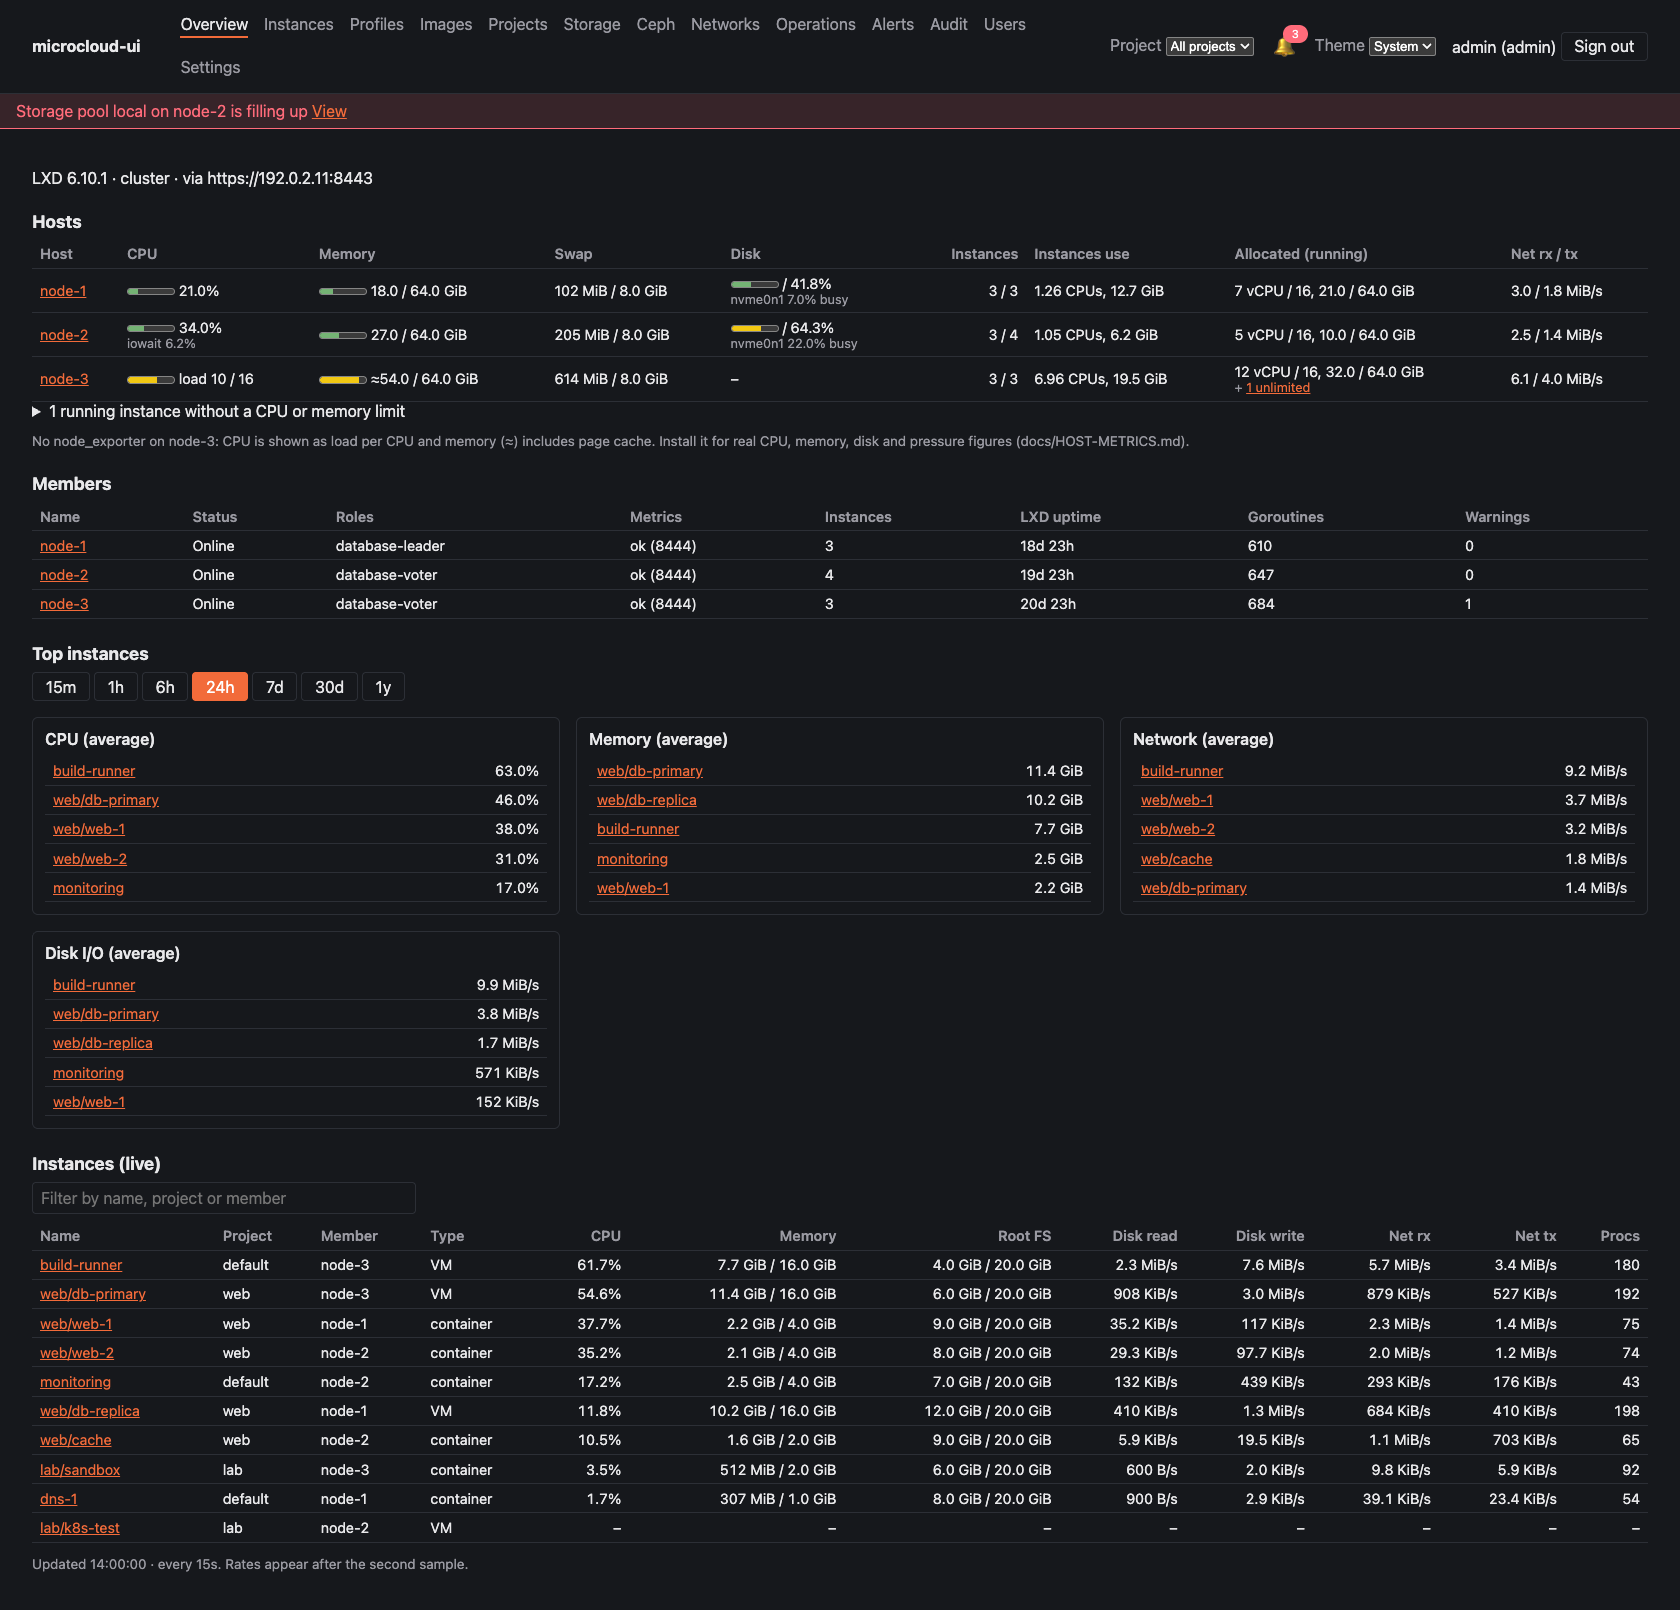 microcloud-ui
Overview Instances Profiles Images Projects Storage Ceph Networks Operations Alerts Audit Users
Settings
Project All projects 3 Theme System admin (admin) Sign out
Storage pool local on node-2 is filling up View
LXD 6.10.1 · cluster · via https://192.0.2.11:8443
Hosts
Host CPU Memory Swap Disk Instances Instances use Allocated (running) Net rx / tx
node-1 21.0% 18.0 / 64.0 GiB 102 MiB / 8.0 GiB / 41.8% nvme0n1 7.0% busy 3 / 3 1.26 CPUs, 12.7 GiB 7 vCPU / 16, 21.0 / 64.0 GiB 3.0 / 1.8 MiB/s
node-2 34.0% iowait 6.2% 27.0 / 64.0 GiB 205 MiB / 8.0 GiB / 64.3% nvme0n1 22.0% busy 3 / 4 1.05 CPUs, 6.2 GiB 5 vCPU / 16, 10.0 / 64.0 GiB 2.5 / 1.4 MiB/s
node-3 load 10 / 16 ≈54.0 / 64.0 GiB 614 MiB / 8.0 GiB – 3 / 3 6.96 CPUs, 19.5 GiB 12 vCPU / 16, 32.0 / 64.0 GiB + 1 unlimited 6.1 / 4.0 MiB/s
1 running instance without a CPU or memory limit
No node_exporter on node-3: CPU is shown as load per CPU and memory (≈) includes page cache. Install it for real CPU, memory, disk and pressure figures (docs/HOST-METRICS.md).
Members
Name Status Roles Metrics Instances LXD uptime Goroutines Warnings
node-1 Online database-leader ok (8444) 3 18d 23h 610 0
node-2 Online database-voter ok (8444) 4 19d 23h 647 0
node-3 Online database-voter ok (8444) 3 20d 23h 684 1
Top instances
15m 1h 6h 24h 7d 30d 1y
CPU (average)
build-runner 63.0%
web/db-primary 46.0%
web/web-1 38.0%
web/web-2 31.0%
monitoring 17.0%
Memory (average)
web/db-primary 11.4 GiB
web/db-replica 10.2 GiB
build-runner 7.7 GiB
monitoring 2.5 GiB
web/web-1 2.2 GiB
Network (average)
build-runner 9.2 MiB/s
web/web-1 3.7 MiB/s
web/web-2 3.2 MiB/s
web/cache 1.8 MiB/s
web/db-primary 1.4 MiB/s
Disk I/O (average)
build-runner 9.9 MiB/s
web/db-primary 3.8 MiB/s
web/db-replica 1.7 MiB/s
monitoring 571 KiB/s
web/web-1 152 KiB/s
Instances (live)
Filter by name, project or member
Name Project Member Type CPU Memory Root FS Disk read Disk write Net rx Net tx Procs
build-runner default node-3 VM 61.7% 7.7 GiB / 16.0 GiB 4.0 GiB / 20.0 GiB 2.3 MiB/s 7.6 MiB/s 5.7 MiB/s 3.4 MiB/s 180
web/db-primary web node-3 VM 54.6% 11.4 GiB / 16.0 GiB 6.0 GiB / 20.0 GiB 908 KiB/s 3.0 MiB/s 879 KiB/s 527 KiB/s 192
web/web-1 web node-1 container 37.7% 2.2 GiB / 4.0 GiB 9.0 GiB / 20.0 GiB 35.2 KiB/s 117 KiB/s 2.3 MiB/s 1.4 MiB/s 75
web/web-2 web node-2 container 35.2% 2.1 GiB / 4.0 GiB 8.0 GiB / 20.0 GiB 29.3 KiB/s 97.7 KiB/s 2.0 MiB/s 1.2 MiB/s 74
monitoring default node-2 container 17.2% 2.5 GiB / 4.0 GiB 7.0 GiB / 20.0 GiB 132 KiB/s 439 KiB/s 293 KiB/s 176 KiB/s 43
web/db-replica web node-1 VM 11.8% 10.2 GiB / 16.0 GiB 12.0 GiB / 20.0 GiB 410 KiB/s 1.3 MiB/s 684 KiB/s 410 KiB/s 198
web/cache web node-2 container 10.5% 1.6 GiB / 2.0 GiB 9.0 GiB / 20.0 GiB 5.9 KiB/s 19.5 KiB/s 1.1 MiB/s 703 KiB/s 65
lab/sandbox lab node-3 container 3.5% 512 MiB / 2.0 GiB 6.0 GiB / 20.0 GiB 600 B/s 2.0 KiB/s 9.8 KiB/s 5.9 KiB/s 92
dns-1 default node-1 container 1.7% 307 MiB / 1.0 GiB 8.0 GiB / 20.0 GiB 900 B/s 2.9 KiB/s 39.1 KiB/s 23.4 KiB/s 54
lab/k8s-test lab node-2 VM – – – – – – – –
Updated 14:00:00 · every 15s. Rates appear after the second sample.